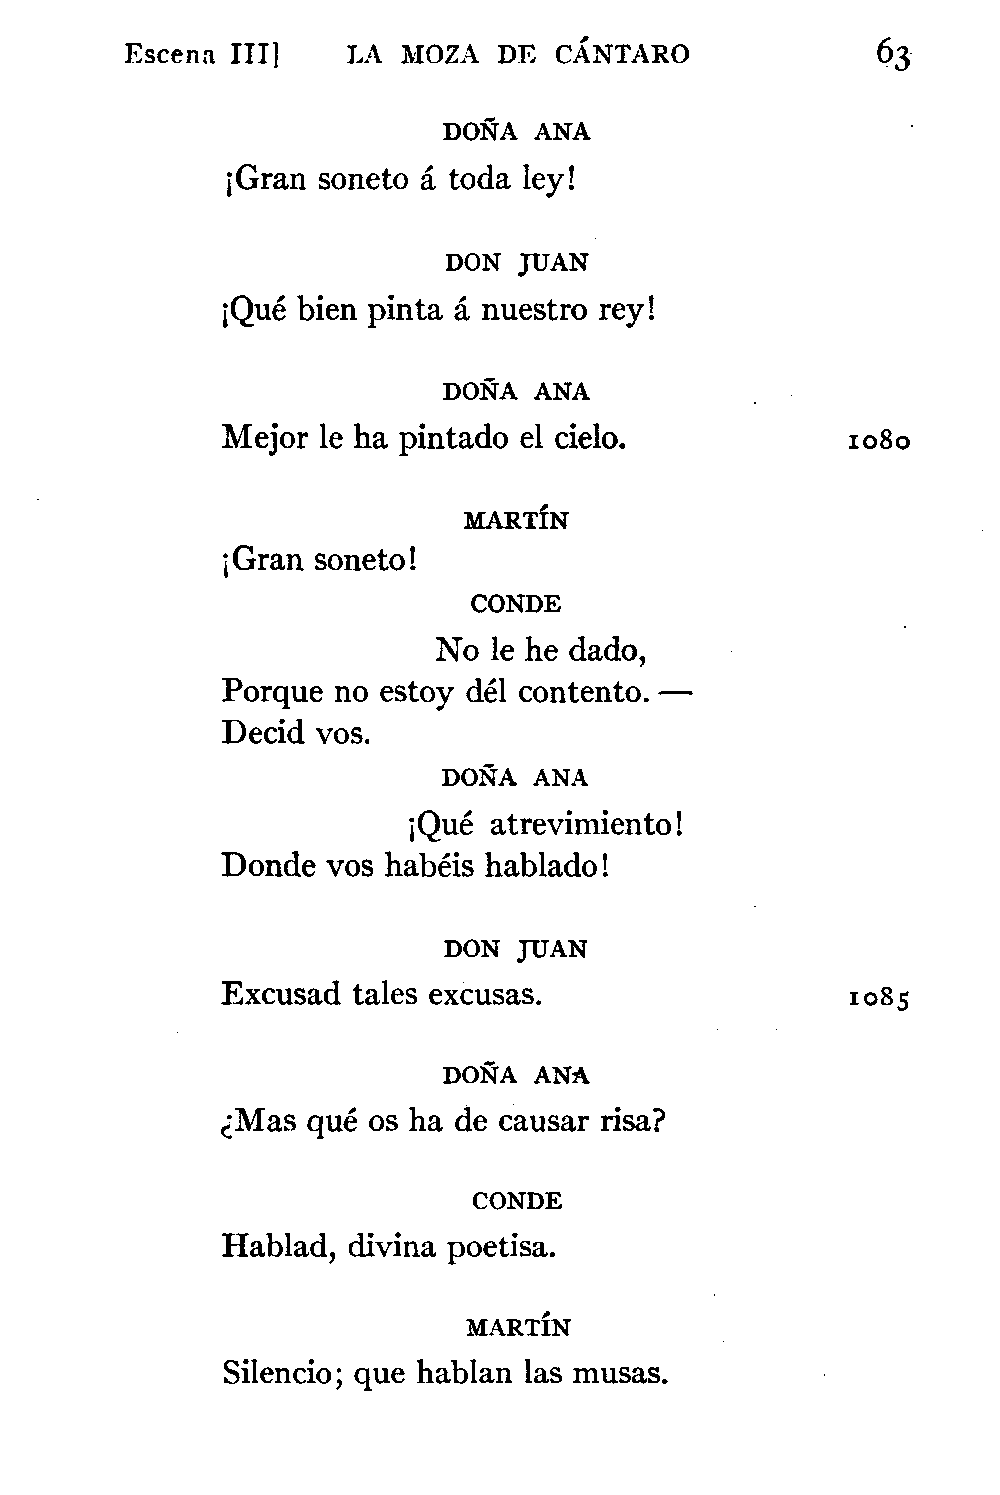 Escena III] LA MOZA DE CÁNTARO 63
DOÑA ANA
¡Gran soneto á toda ley!
DON JUAN
¡Qué bien pinta á nuestro rey!
DOÑA ANA
Mejor le ha pintado el cielo. 1080
MARTÍN
¡Gran soneto!
CONDE
No le he dado,
Porque no estoy dél contento. —
Decid vos.
DOÑA ANA
¡Qué atrevimiento!
Donde vos habéis hablado!
DON JUAN
Excusad tales excusas. 1085
DOÑA ANA
¿Mas qué os ha de causar risa?
CONDE
Hablad, divina poetisa.
MARTÍN
Silencio; que hablan las musas.